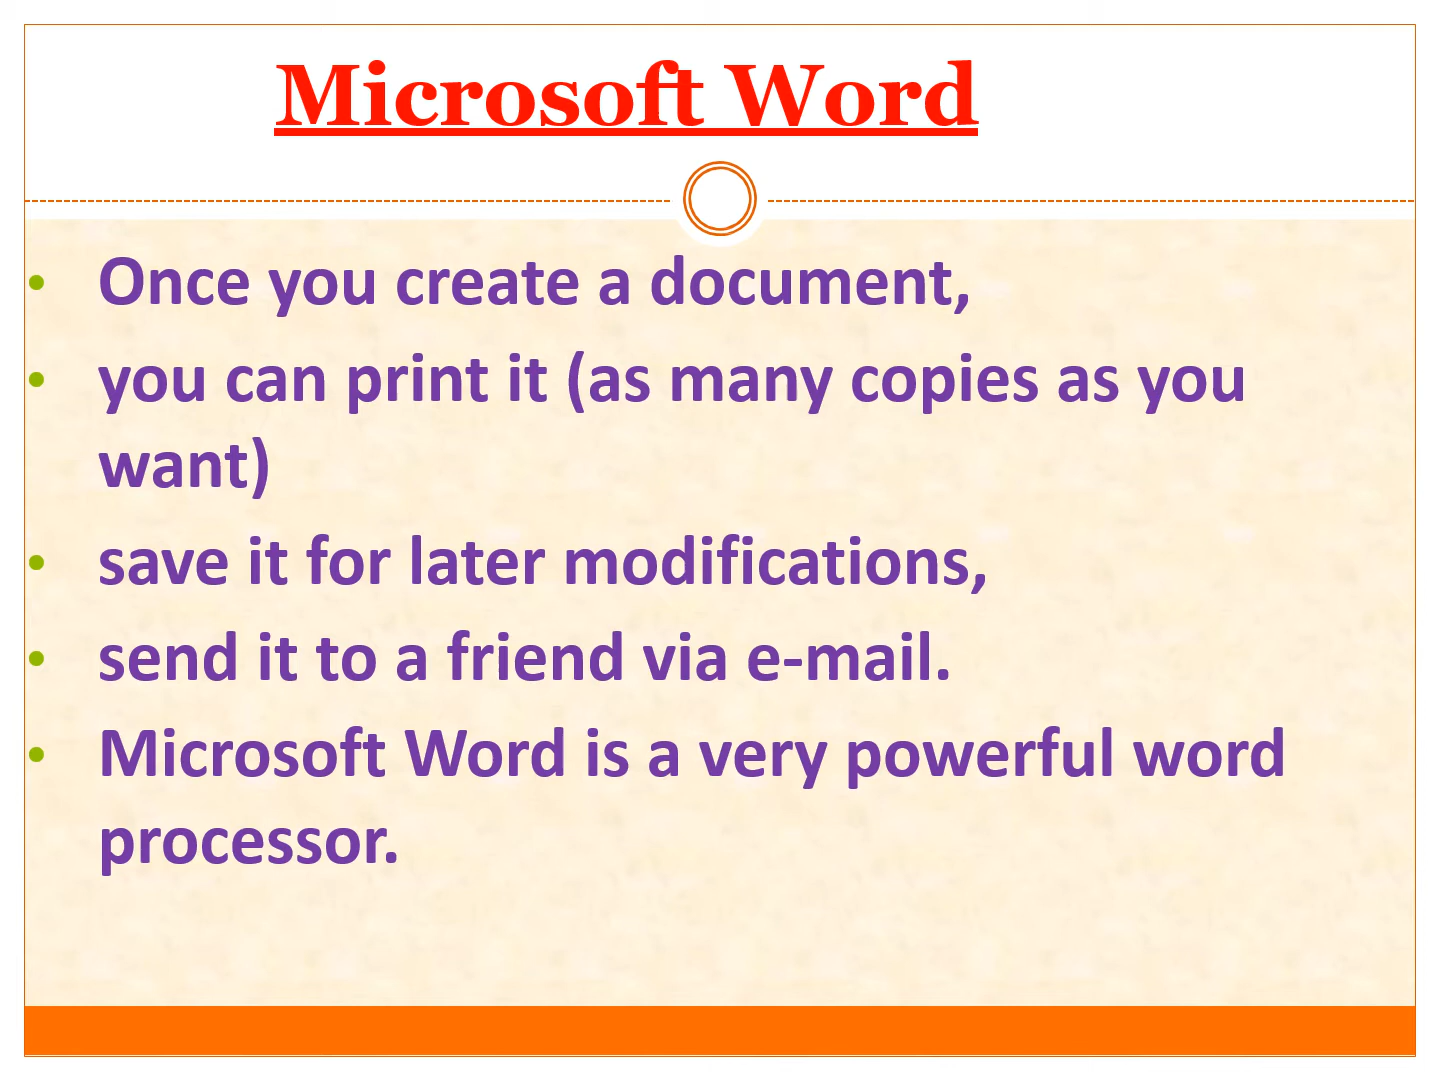 Microsoft Word
• Once you create a document,
• you can print it (as many copies as you
want)
• save it for later modifications,
• send it to a friend via e-mail.
• Microsoft Word is a very powerful word
processor.